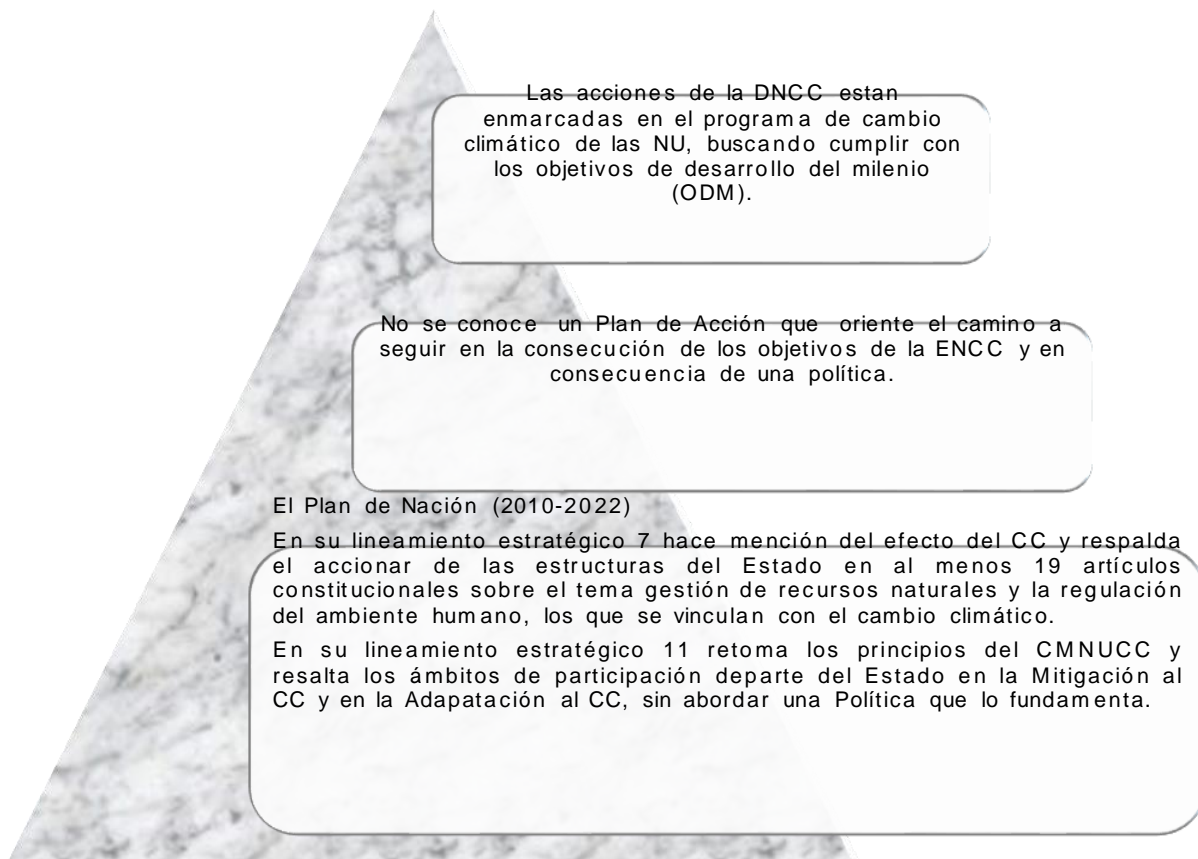 Las acciones de la DNCC estan
enmarcadas en el programa de cambio
climático de las NU, buscando cumplir con
los objetivos de desarrollo del milenio
(ODM).
No se conoce un Plan de Acción que oriente el camino a
seguir en la consecución de los objetivos de la ENCC y en
consecuencia de una política.
El Plan de Nación (2010-2022)
En su lineamiento estratégico 7 hace mención del efecto del CC y respalda
el accionar de las estructuras del Estado en al menos 19 artículos
constitucionales sobre el tema gestión de recursos naturales y la regulación
del ambiente humano, los que se vinculan con el cambio climático.
En su lineamiento estratégico 11 retoma los principios del CMNUCC y
resalta los ámbitos de participación departe del Estado en la Mitigación al
CC y en la Adapatación al CC, sin abordar una Política que lo fundamenta.